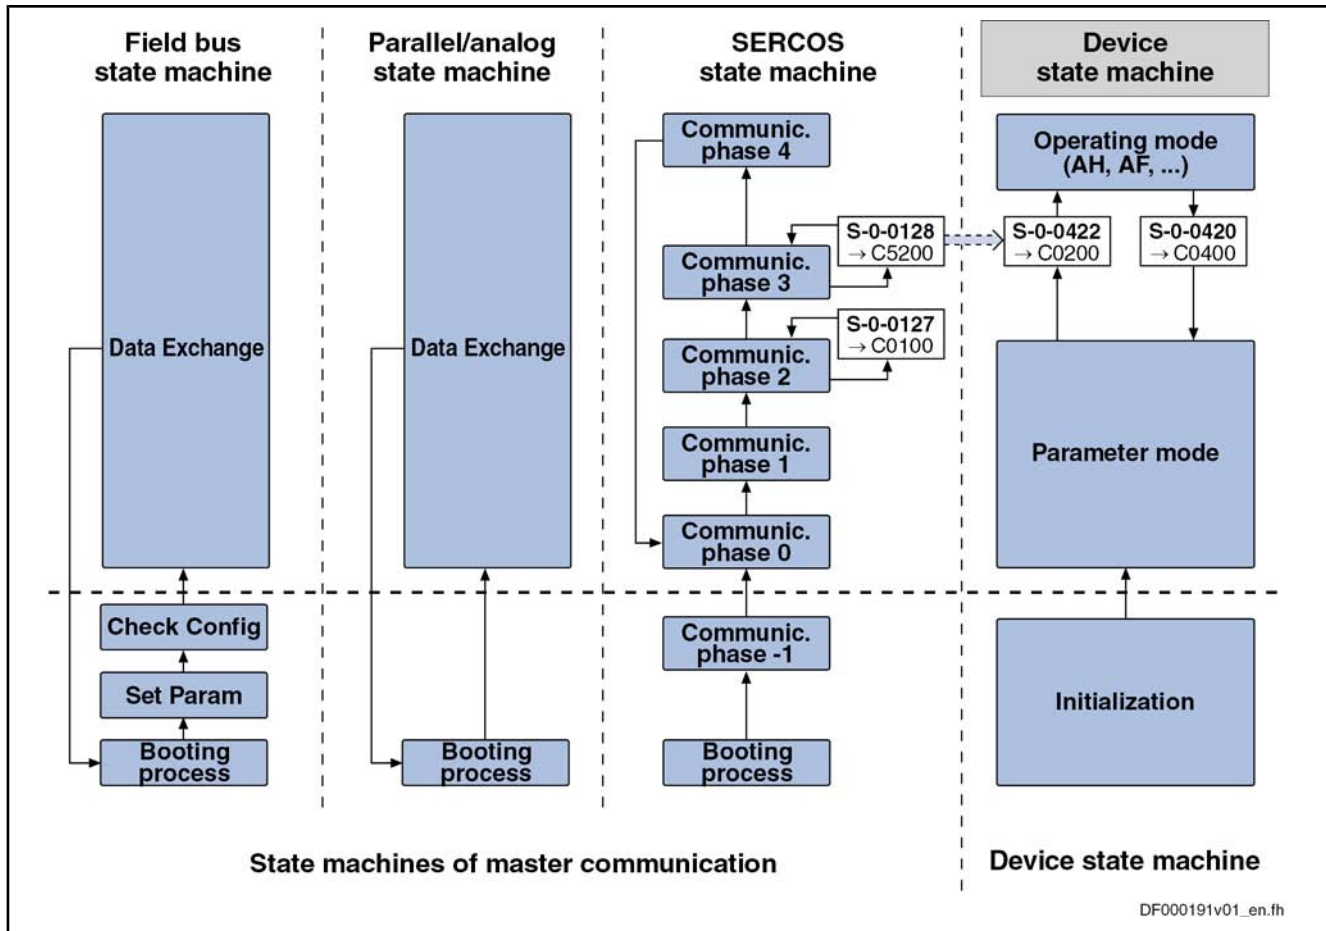 Field bus
state machine
Parallel/analog
state machine
SERCOS
state machine
Device
state machine
Data Exchange
Check Config
Set Param
Booting
process
Data Exchange
Booting
process
Communic.
phase 4
S-0-0128
→ C5200
Communic.
phase 3
S-0-0127
→ C0100
Communic.
phase 2
Communic.
phase 1
Communic.
phase 0
Communic.
phase -1
Booting
process
Operating mode
(AH, AF, ...)
S-0-0422
→ C0200
S-0-0420
→ C0400
Parameter mode
Initialization
State machines of master communication
Device state machine
DF000191v01_en.fh